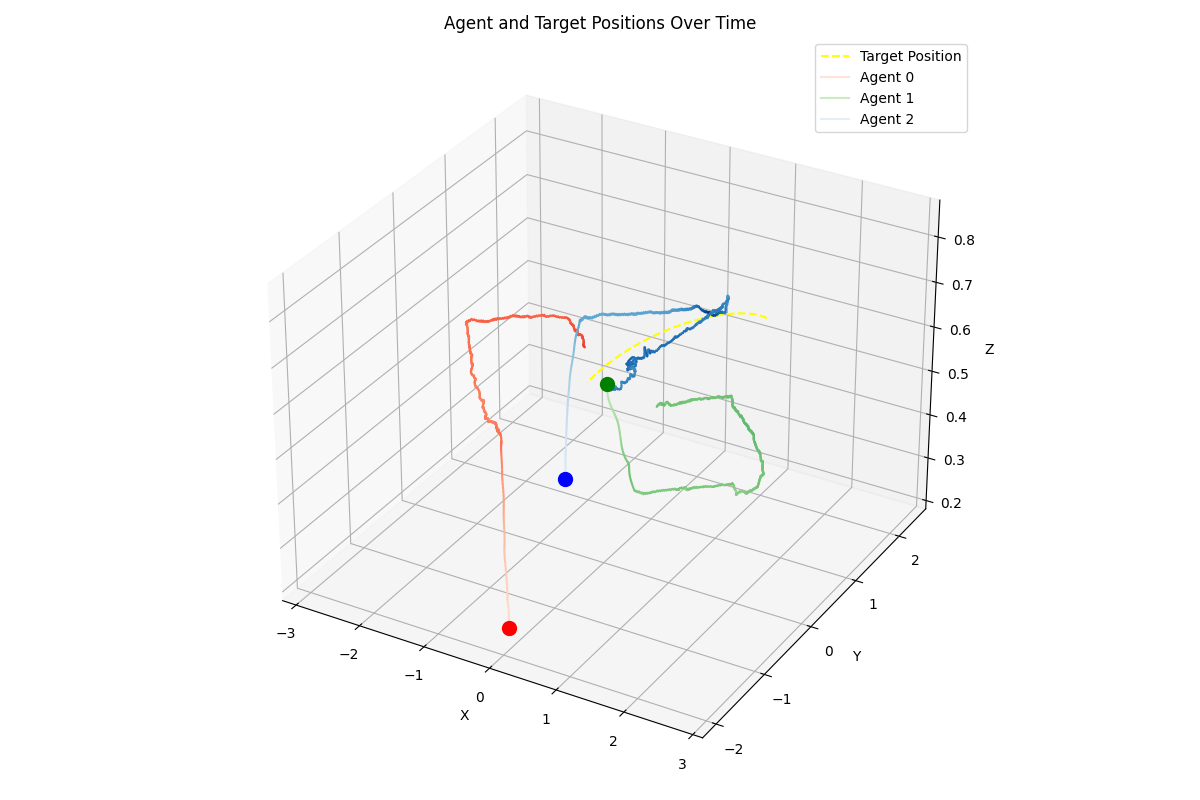 Agent and Target Positions Over Time
Target Position
Agent 0
Agent 1
Agent 2
0.8
0.7
0.6
Z
0.5
0.4
0.3
0.2
2
1
0
Y
−1
−2
−3
−2
−1
0
X
1
2
3